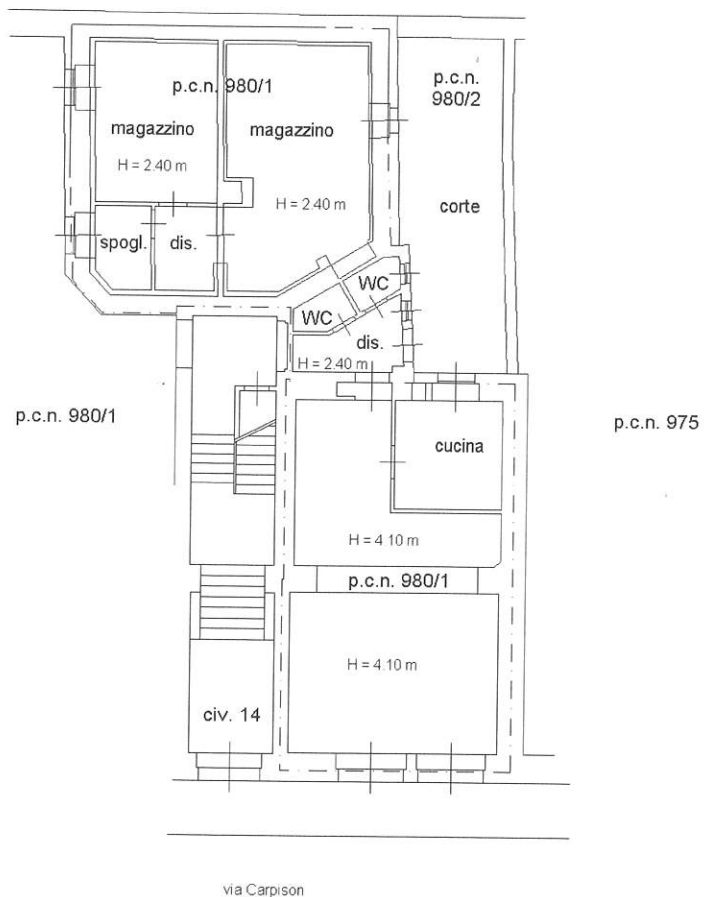 p.c.n. 980/1
p.c.n.
980/2
magazzino
magazzino
H = 2.40 m
H = 2.40 m
corte
spogl.
dis.
WC
WC
dis.
H = 2.40 m
p.c.n. 980/1
p.c.n. 975
cucina
H = 4.10 m
p.c.n. 980/1
H = 4.10 m
civ. 14
via Carpison